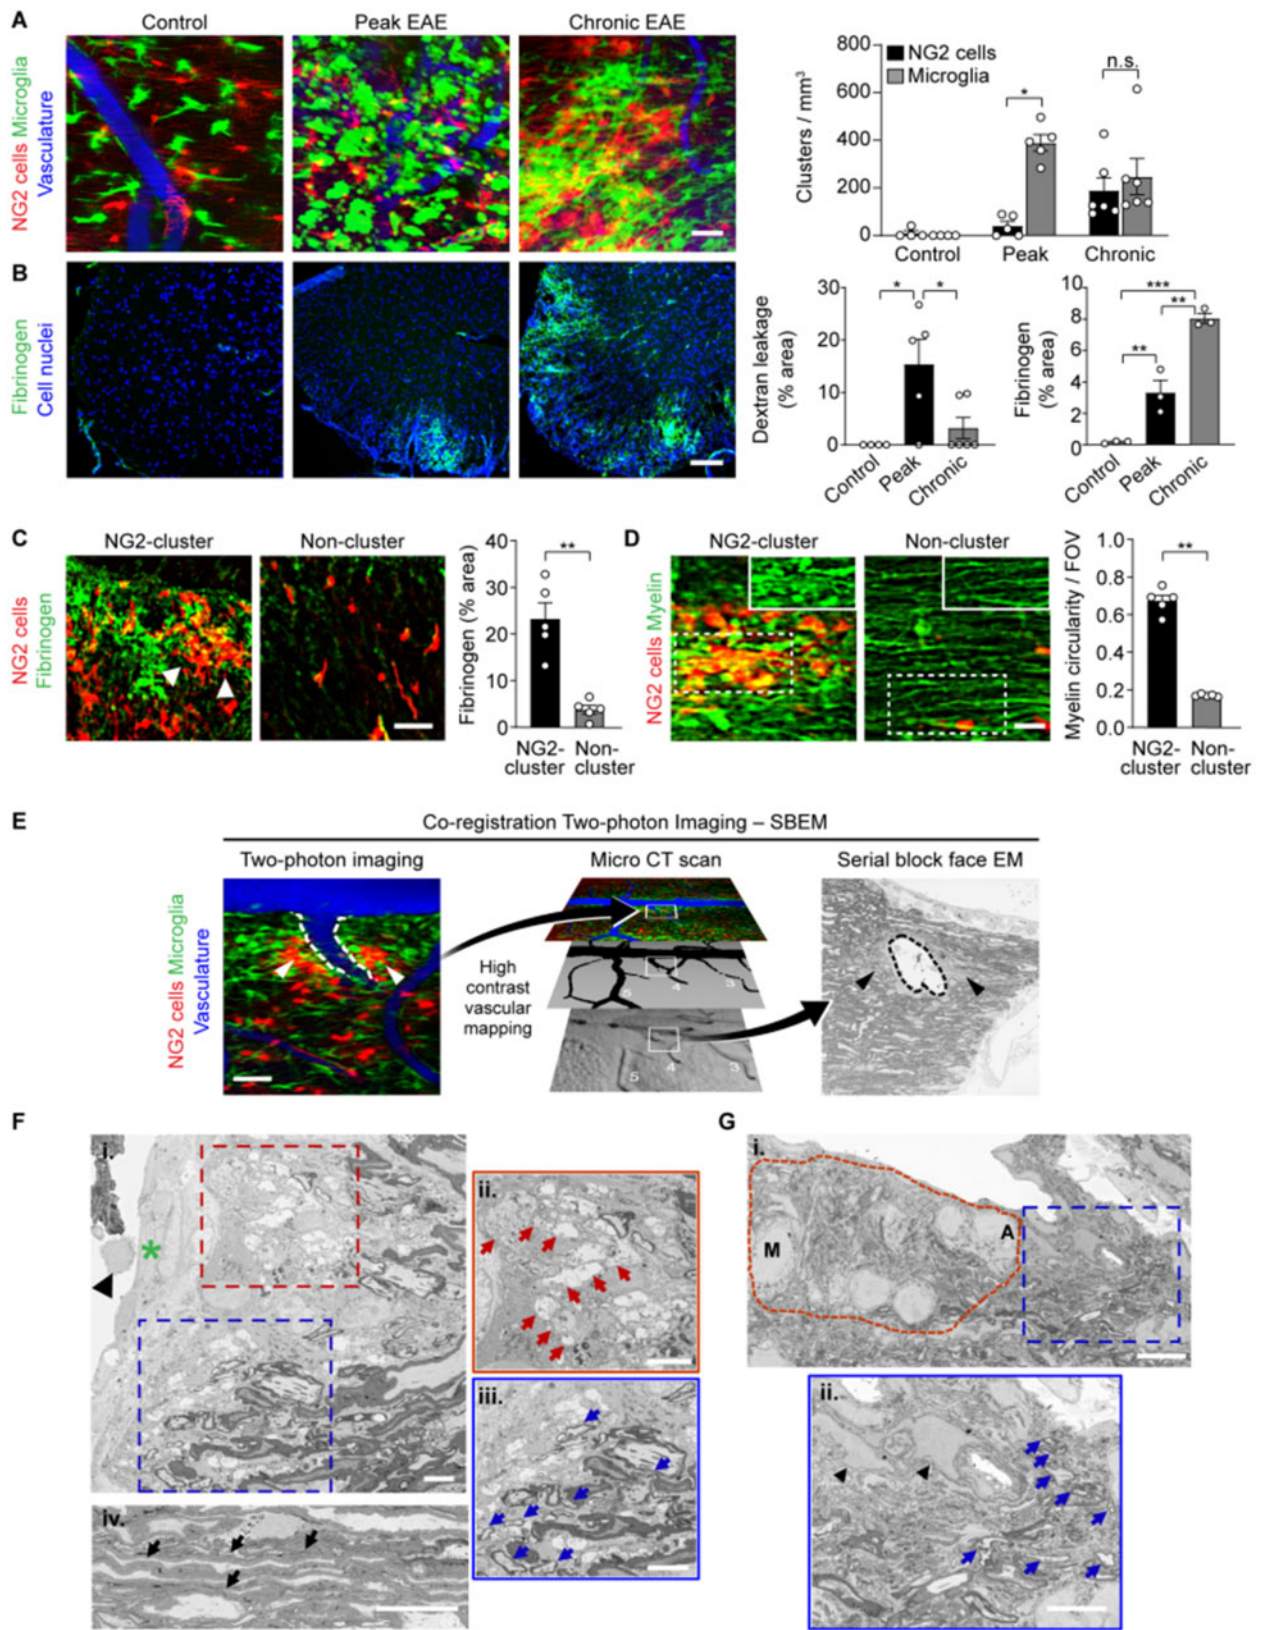 A
Control
Peak EAE
Chronic EAE
NG2 cells Microglia
Vasculature
800
600
400
200
0
Clusters / mm³
NG2 cells
Microglia
*
n.s.
Control
Peak
Chronic
B
Fibrinogen
Cell nuclei
30
20
10
0
Dextran leakage
(% area)
*
*
Control
Peak
Chronic
10
8
6
4
2
0
Fibrinogen
(% area)
***
**
**
Control
Peak
Chronic
C
NG2-cluster
Non-cluster
NG2 cells
Fibrinogen
40
30
20
10
0
Fibrinogen (% area)
**
NG2-
cluster
Non-
cluster
D
NG2-cluster
Non-cluster
NG2 cells Myelin
1.0
0.8
0.6
0.4
0.2
0.0
Myelin circularity / FOV
**
NG2-
cluster
Non-
cluster
E
Co-registration Two-photon Imaging – SBEM
Two-photon imaging
Micro CT scan
Serial block face EM
NG2 cells Microglia
Vasculature
High
contrast
vascular
mapping
5
4
3
5
4
3
F
i.
*
ii.
iii.
iv.
G
i.
M
A
ii.